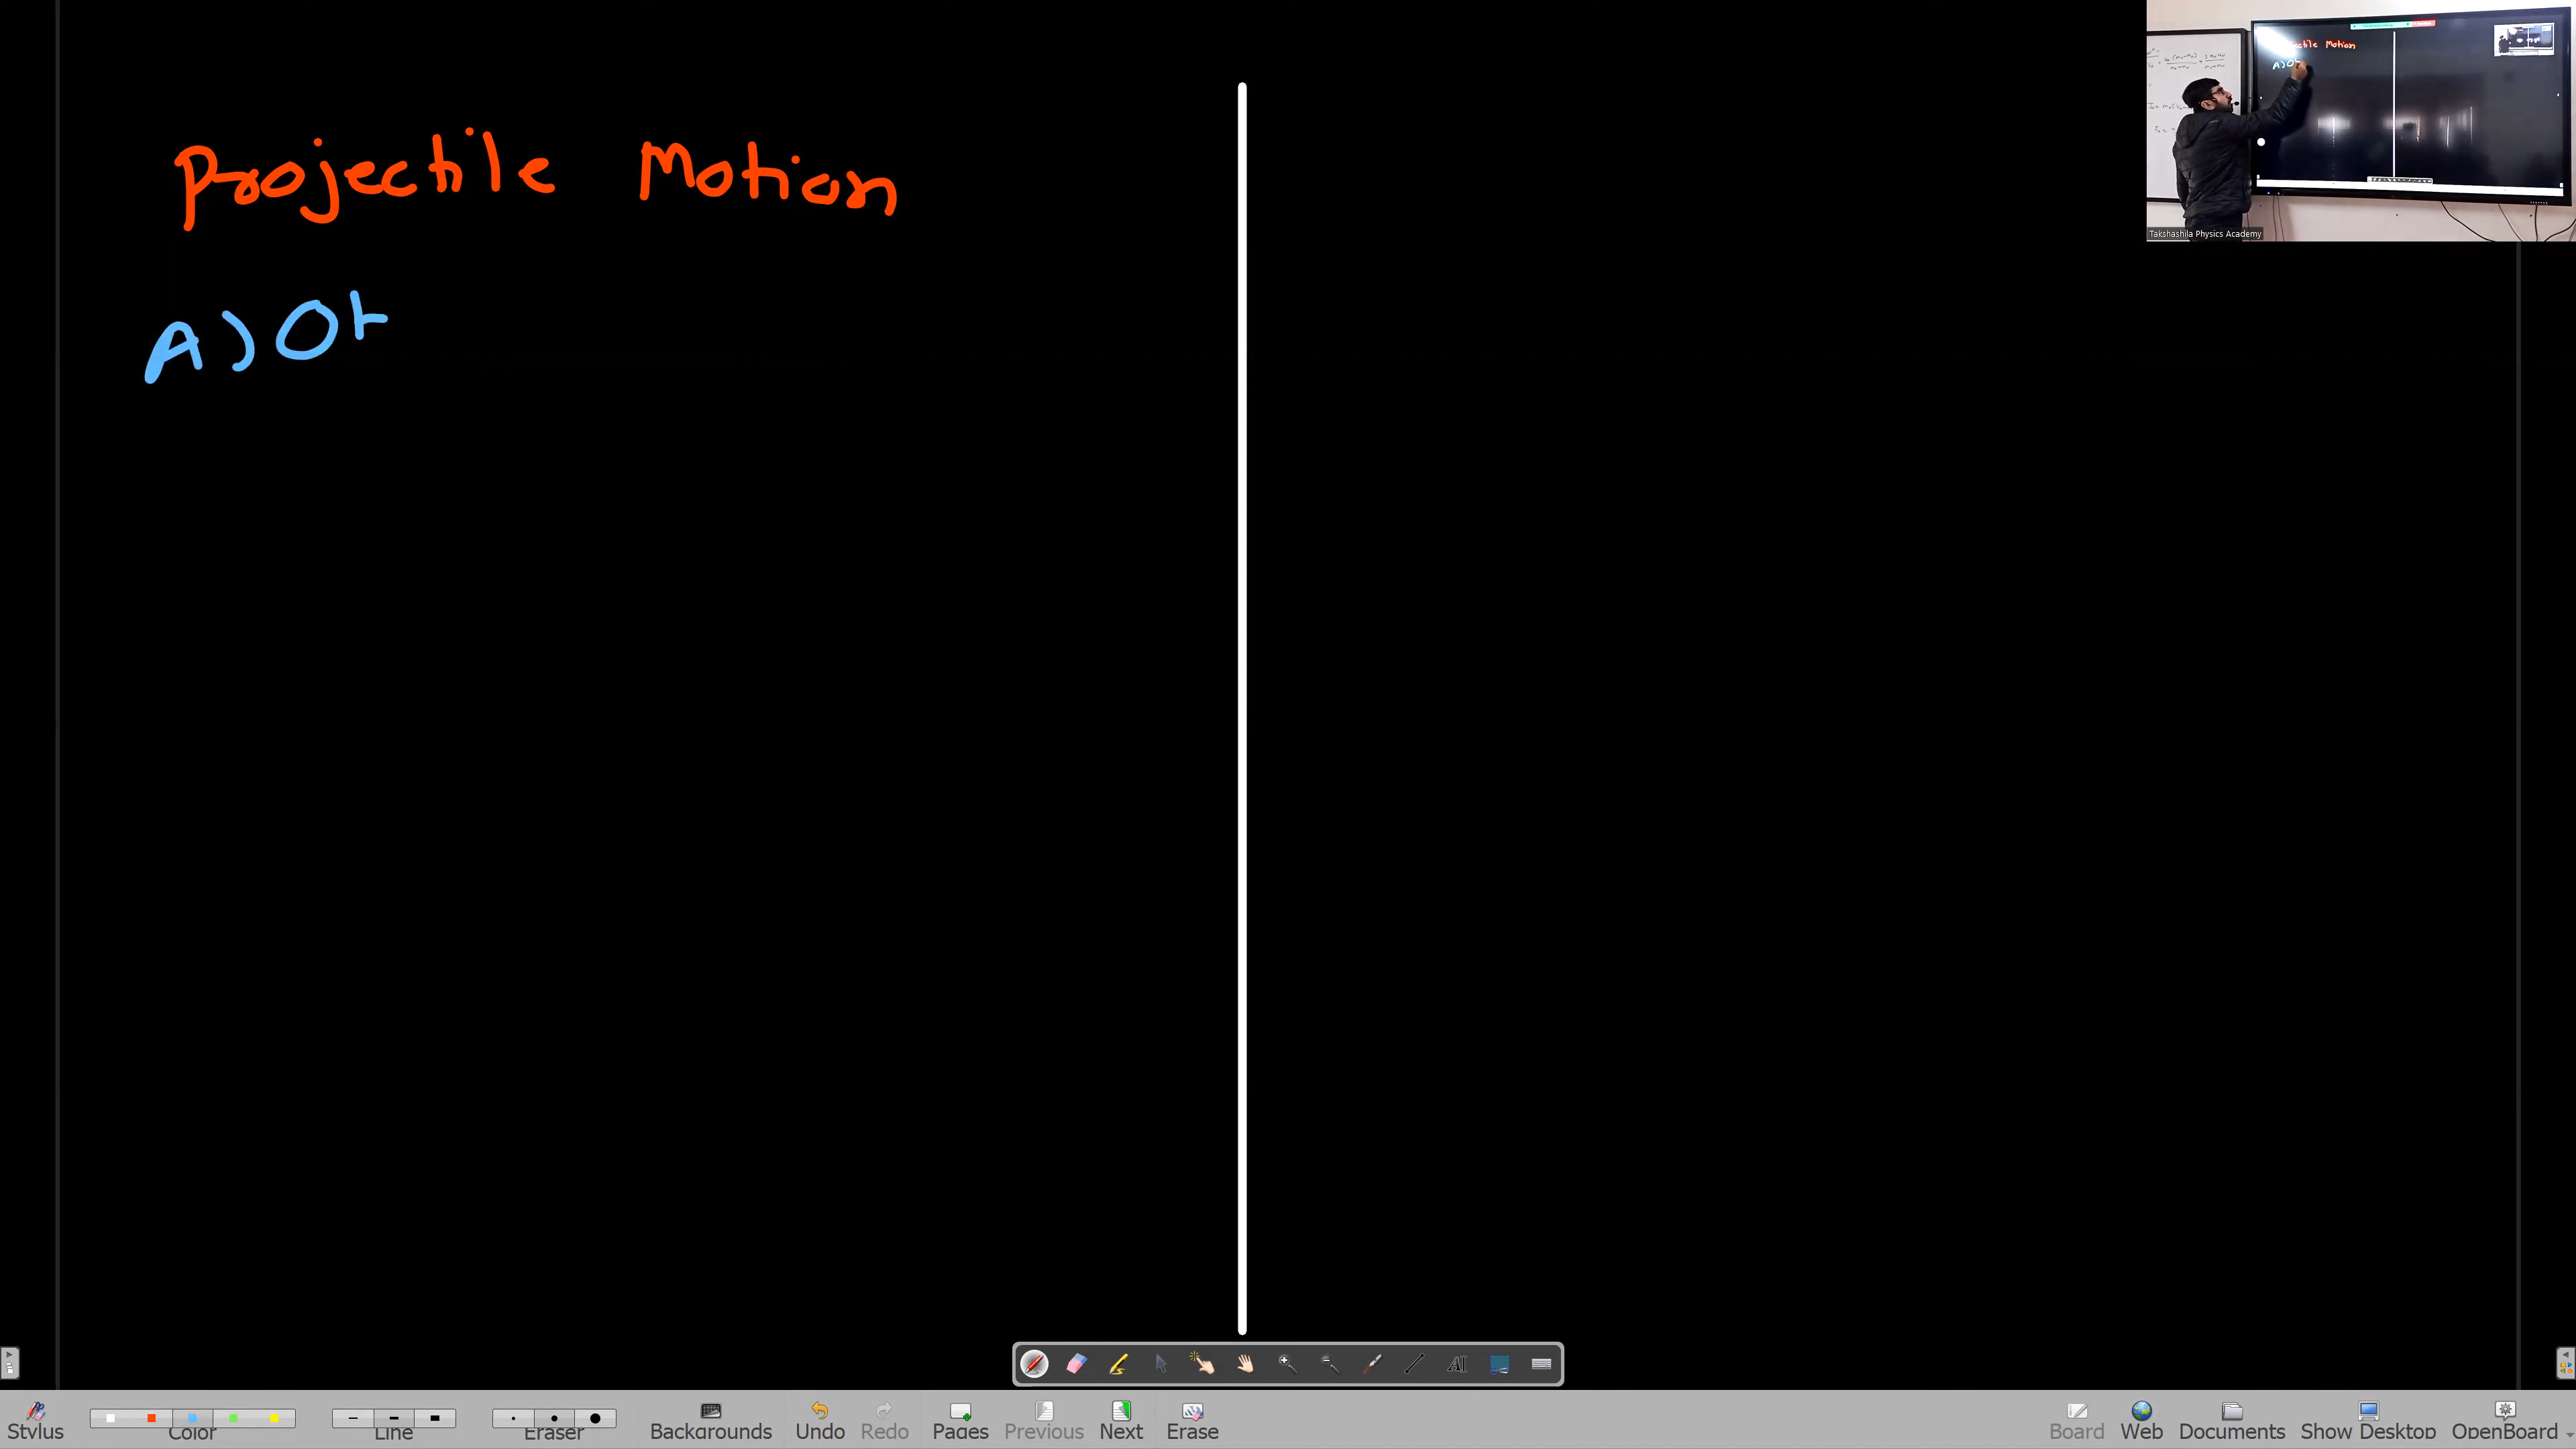 Projectile Motion
A) Ob
Takshashila Physics Academy
Stylus Color Line Eraser Backgrounds Undo Redo Pages Previous Next Erase Board Web Documents Show Desktop OpenBoard